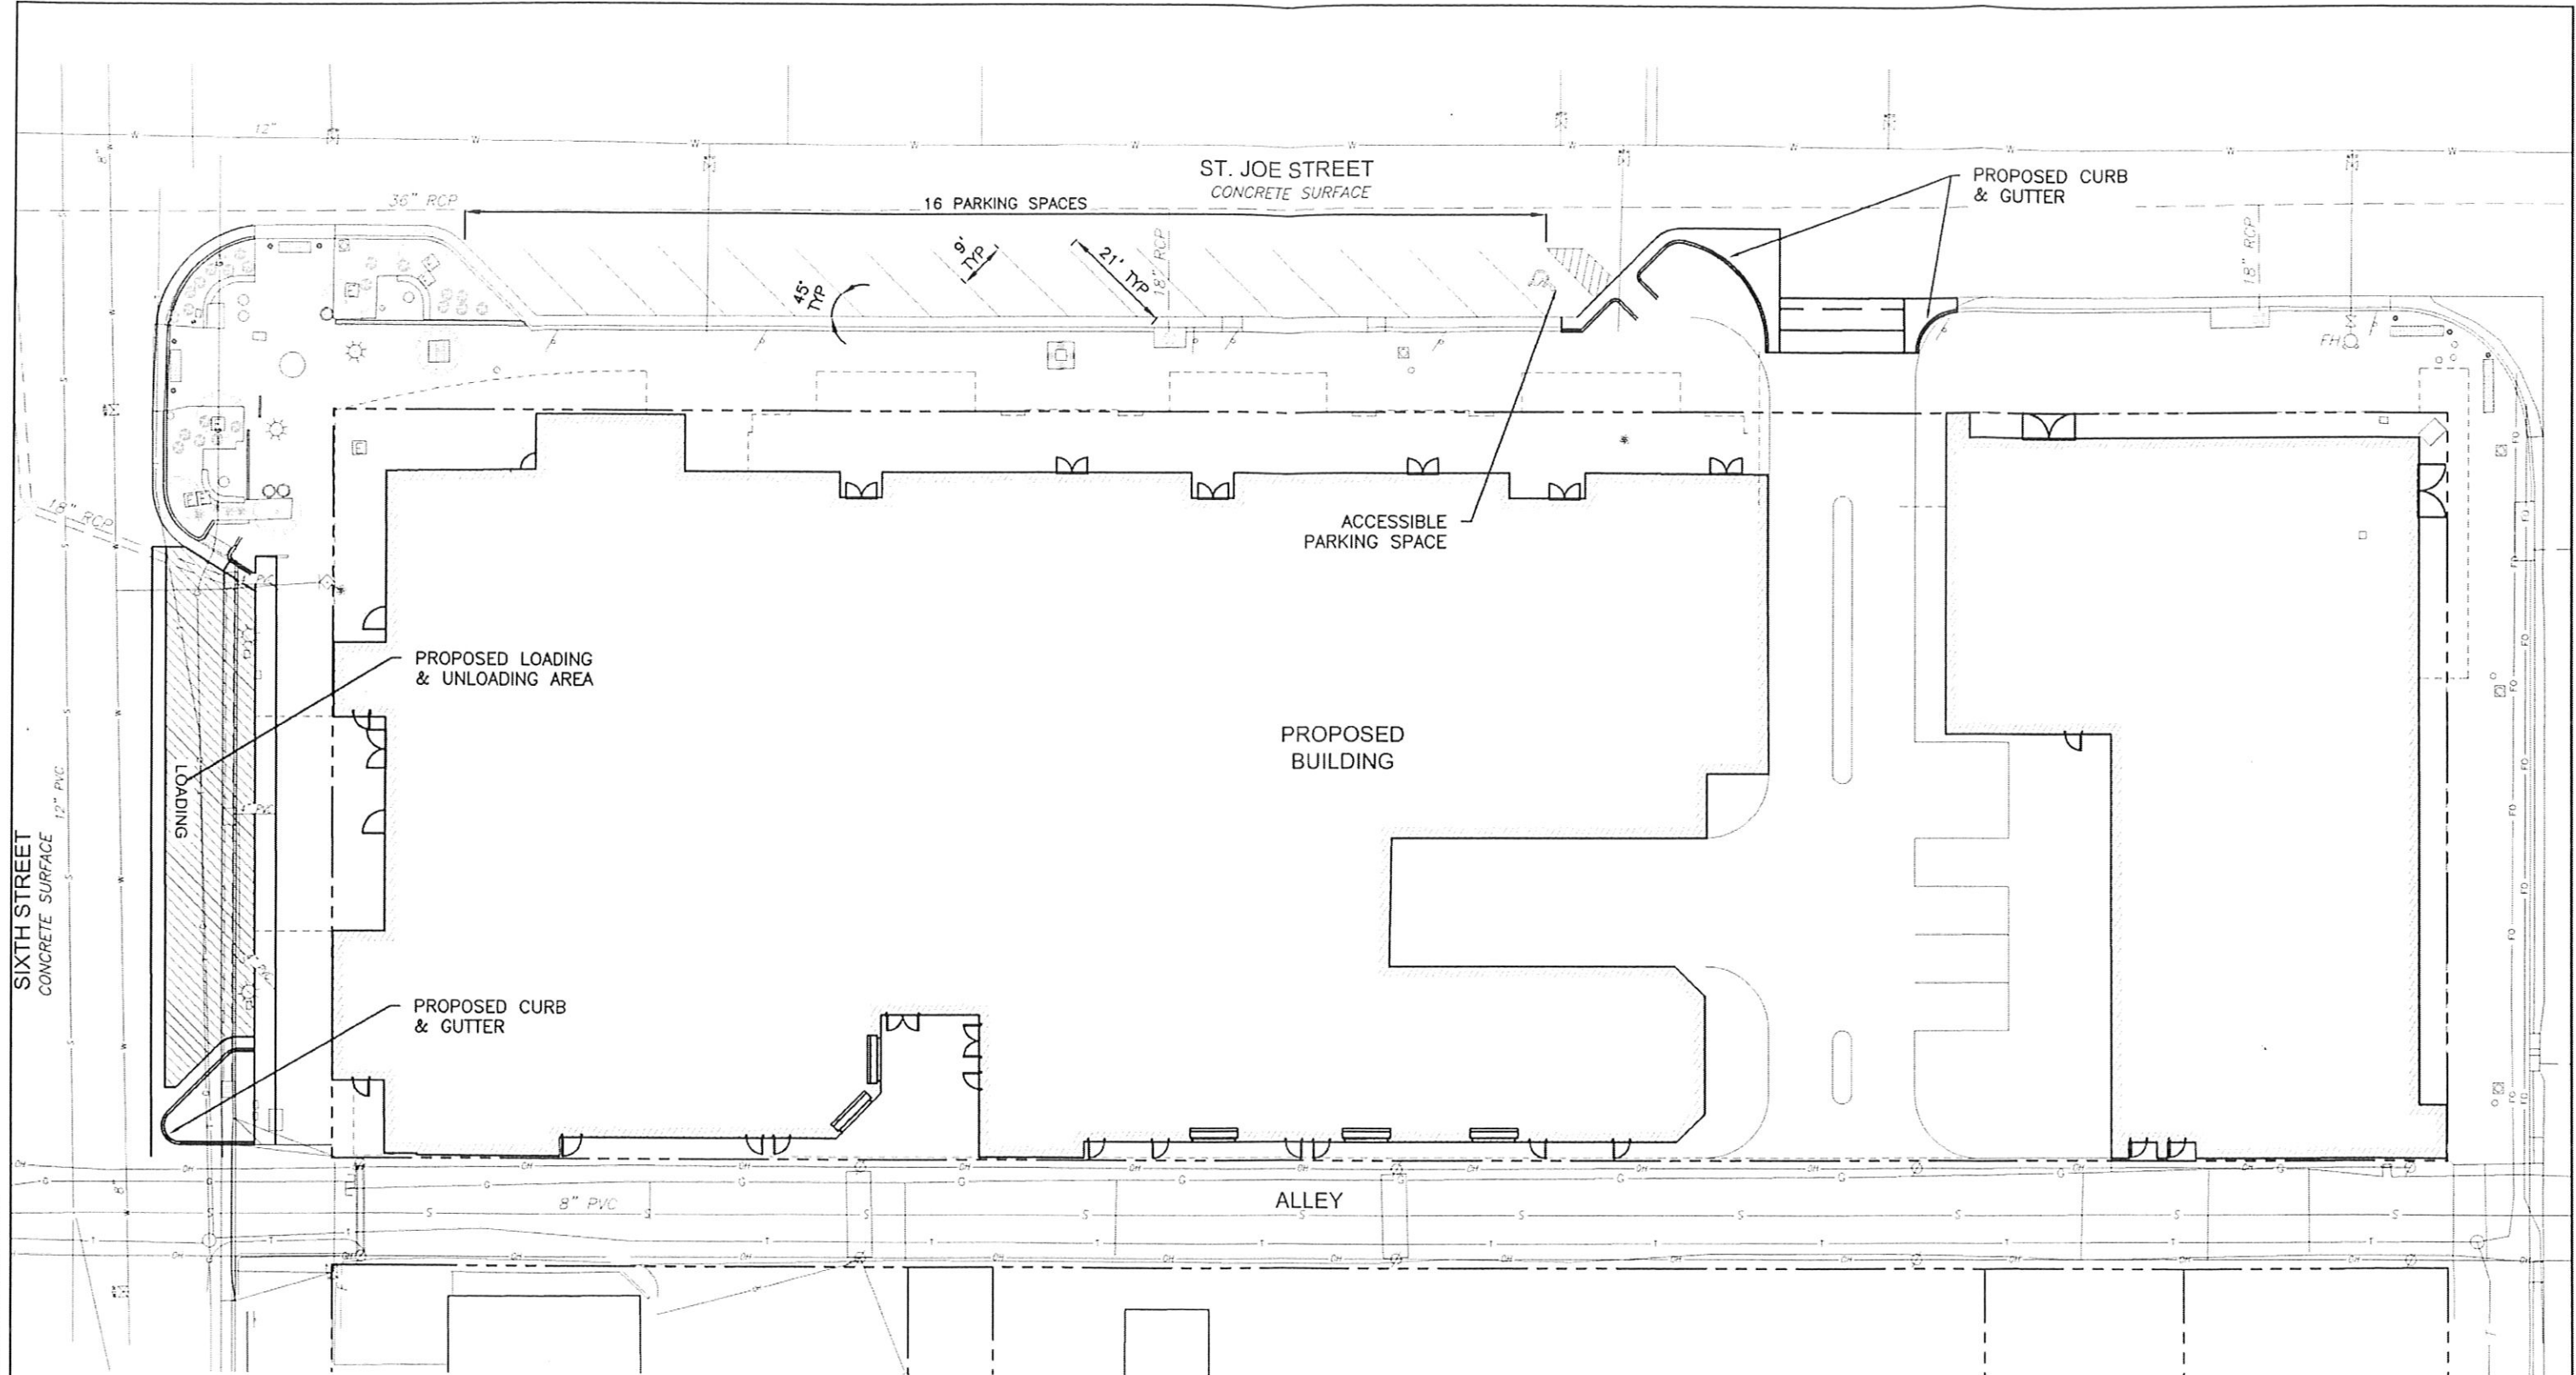 12"
8"
W W W W W W W W W W W
ST. JOE STREET
CONCRETE SURFACE
36" RCP
16 PARKING SPACES
PROPOSED CURB
& GUTTER
9'
TYP
21' TYP
18" RCP
45°
TYP
18" RCP
FH
18" RCP
ACCESSIBLE
PARKING SPACE
PROPOSED LOADING
& UNLOADING AREA
LOADING
PROPOSED
BUILDING
SIXTH STREET
CONCRETE SURFACE
12" PVC
PROPOSED CURB
& GUTTER
8"
8" PVC
ALLEY